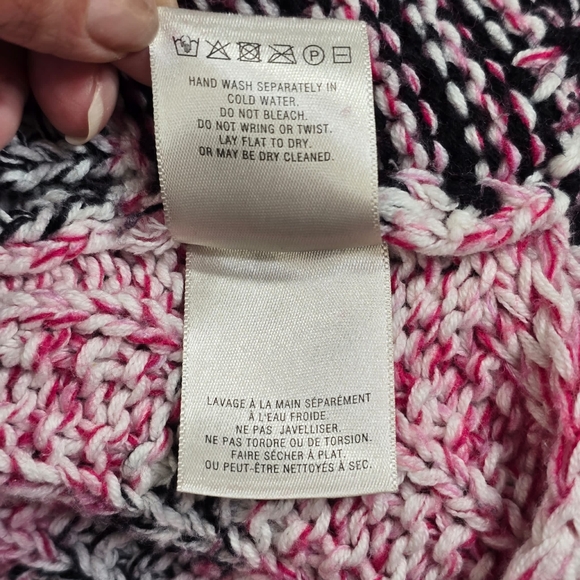 P
HAND WASH SEPARATELY IN
COLD WATER.
DO NOT BLEACH.
DO NOT WRING OR TWIST.
LAY FLAT TO DRY.
OR MAY BE DRY CLEANED.
LAVAGE À LA MAIN SÉPARÉMENT
À L'EAU FROIDE.
NE PAS JAVELLISER.
NE PAS TORDRE OU DE TORSION.
FAIRE SÉCHER À PLAT.
OU PEUT-ÊTRE NETTOYÉS À SEC.